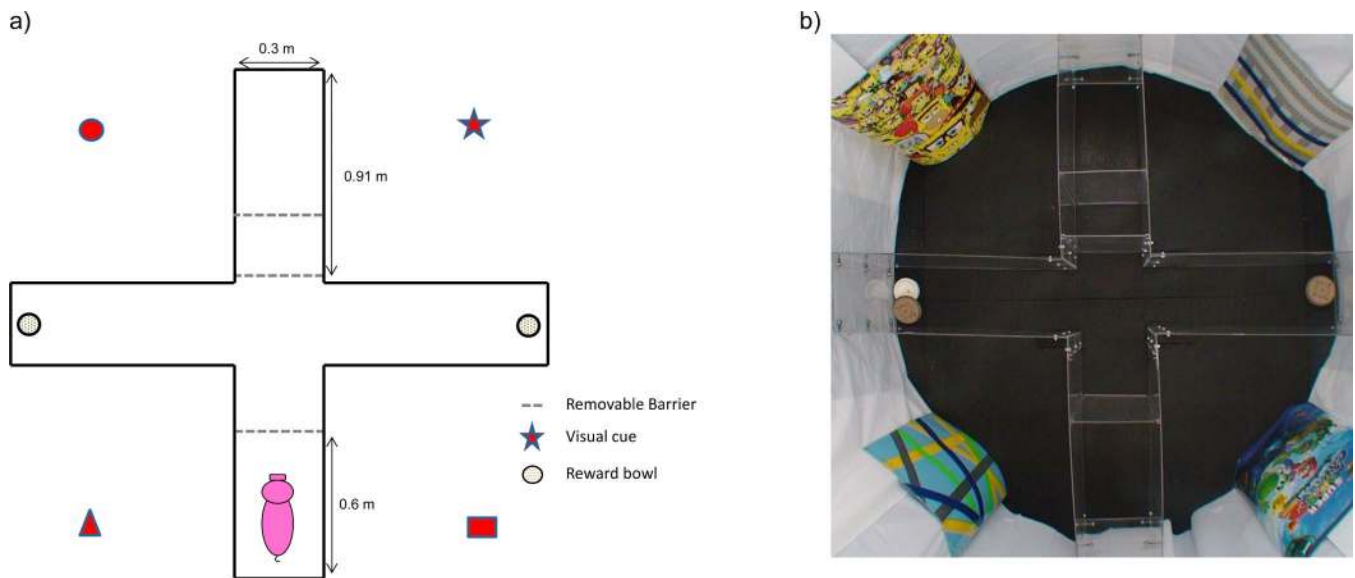 a)
b)
0.3 m
0.91 m
Removable Barrier
Visual cue
Reward bowl
0.6 m